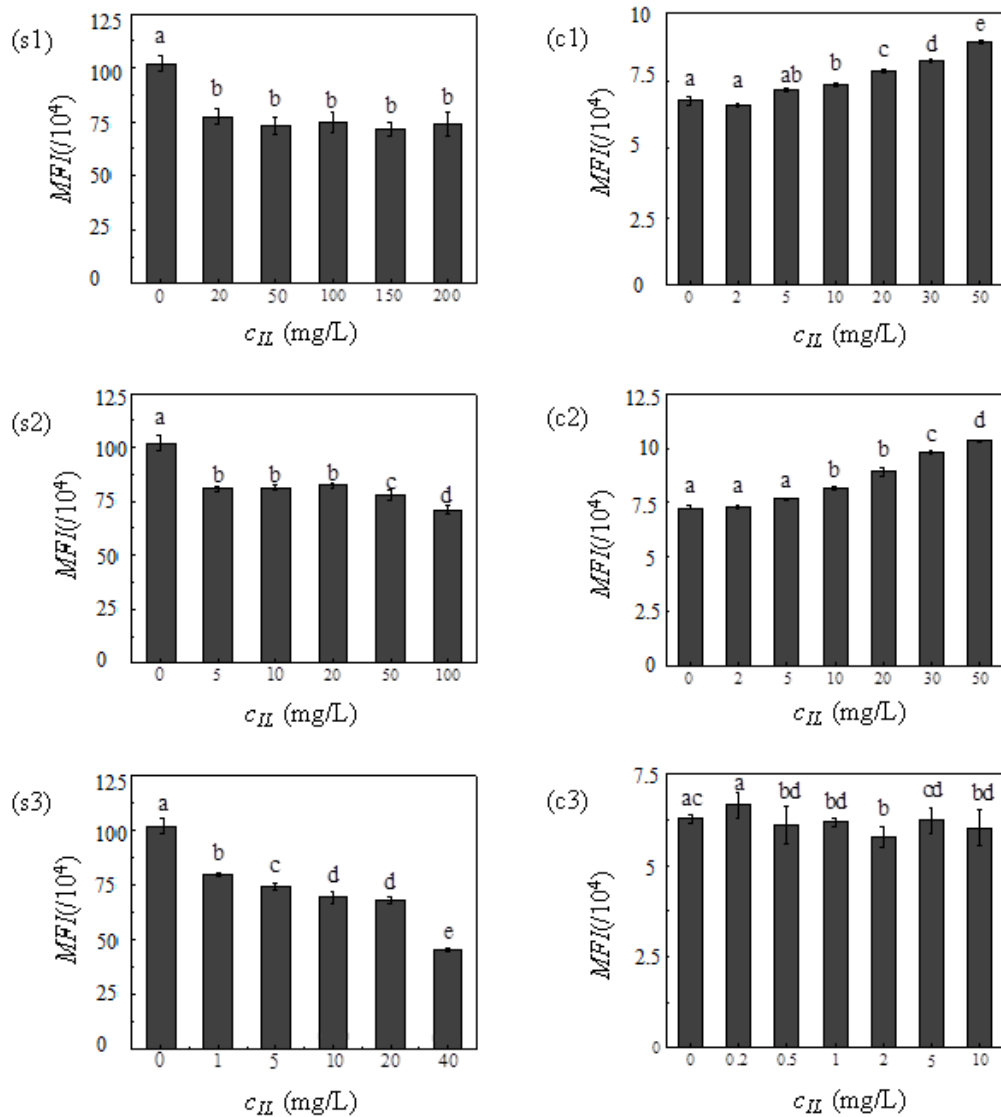 (s1)
125
100
75
50
25
0
MFI(/10⁴)
a
b
b
b
b
b
0 20 50 100 150 200
c_IL (mg/L)
(c1)
10
7.5
5
2.5
0
MFI(/10⁴)
a
a
ab
b
c
d
e
0 2 5 10 20 30 50
c_IL (mg/L)
(s2)
12.5
100
75
50
25
0
MFI(/10⁴)
a
b
b
b
c
d
0 5 10 20 50 100
c_IL (mg/L)
(c2)
12.5
10
7.5
5
2.5
0
MFI(/10⁴)
a
a
a
b
b
c
d
0 2 5 10 20 30 50
c_IL (mg/L)
(s3)
125
100
75
50
25
0
MFI(/10⁴)
a
b
c
d
d
e
0 1 5 10 20 40
c_IL (mg/L)
(c3)
7.5
5
2.5
0
MFI(/10⁴)
ac
a
bd
bd
b
cd
bd
0 0.2 0.5 1 2 5 10
c_IL (mg/L)